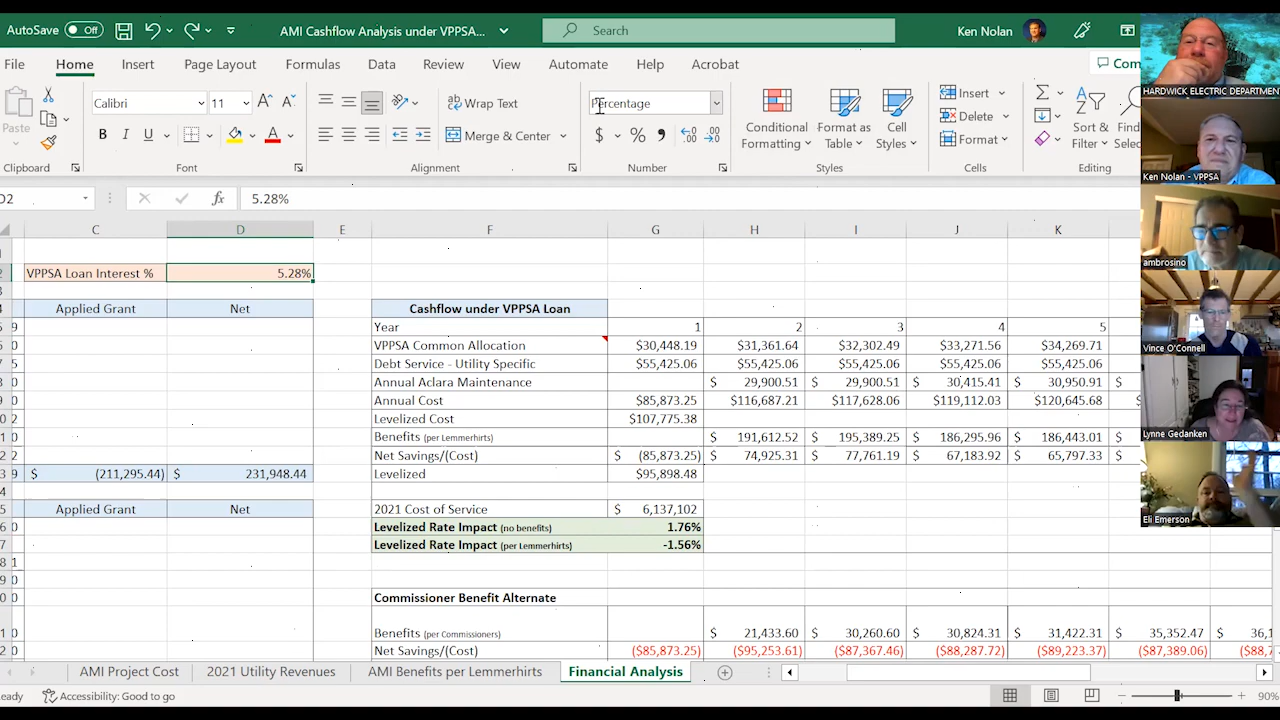 AutoSave Off AMI Cashflow Analysis under VPPSA... Search Ken Nolan
File Home Insert Page Layout Formulas Data Review View Automate Help Acrobat Com
Calibri 11 Wrap Text Percentage Insert
Paste B I U A Merge & Center $ % Conditional Formatting Format as Table Cell Styles Delete Format Sort & Filter Find Selec
Clipboard Font Alignment Number Styles Cells Editing
D2 fx 5.28%
C D E F G H I J K
VPPSA Loan Interest % 5.28%
Applied Grant Net Cashflow under VPPSA Loan
Year 1 2 3 4 5
VPPSA Common Allocation $30,448.19 $31,361.64 $32,302.49 $33,271.56 $34,269.71
Debt Service - Utility Specific $55,425.06 $55,425.06 $55,425.06 $55,425.06 $55,425.06
Annual Aclara Maintenance $ 29,900.51 $ 29,900.51 $ 30,415.41 $ 30,950.91 $
Annual Cost $85,873.25 $116,687.21 $117,628.06 $119,112.03 $120,645.68
Levelized Cost $107,775.38
Benefits (per Lemmerhirts) $ 191,612.52 $ 195,389.25 $ 186,295.96 $ 186,443.01 $
Net Savings/(Cost) $ (85,873.25) $ 74,925.31 $ 77,761.19 $ 67,183.92 $ 65,797.33 $
$ (211,295.44) $ 231,948.44 Levelized $95,898.48
Applied Grant Net 2021 Cost of Service $ 6,137,102
Levelized Rate Impact (no benefits) 1.76%
Levelized Rate Impact (per Lemmerhirts) -1.56%
Commissioner Benefit Alternate
Benefits (per Commissioners) $ 21,433.60 $ 30,260.60 $ 30,824.31 $ 31,422.31 $ 35,352.47 $ 36,1
Net Savings/(Cost) ($85,873.25) ($95,253.61) ($87,367.46) ($88,287.72) ($89,223.37) ($87,389.06) ($88,7
AMI Project Cost 2021 Utility Revenues AMI Benefits per Lemmerhirts Financial Analysis
eady Accessibility: Good to go 90%
HARDWICK ELECTRIC DEPARTMENT
Ken Nolan - VPPSA
ambrosino
Vince O'Connell
Lynne Gedanken
Eli Emerson